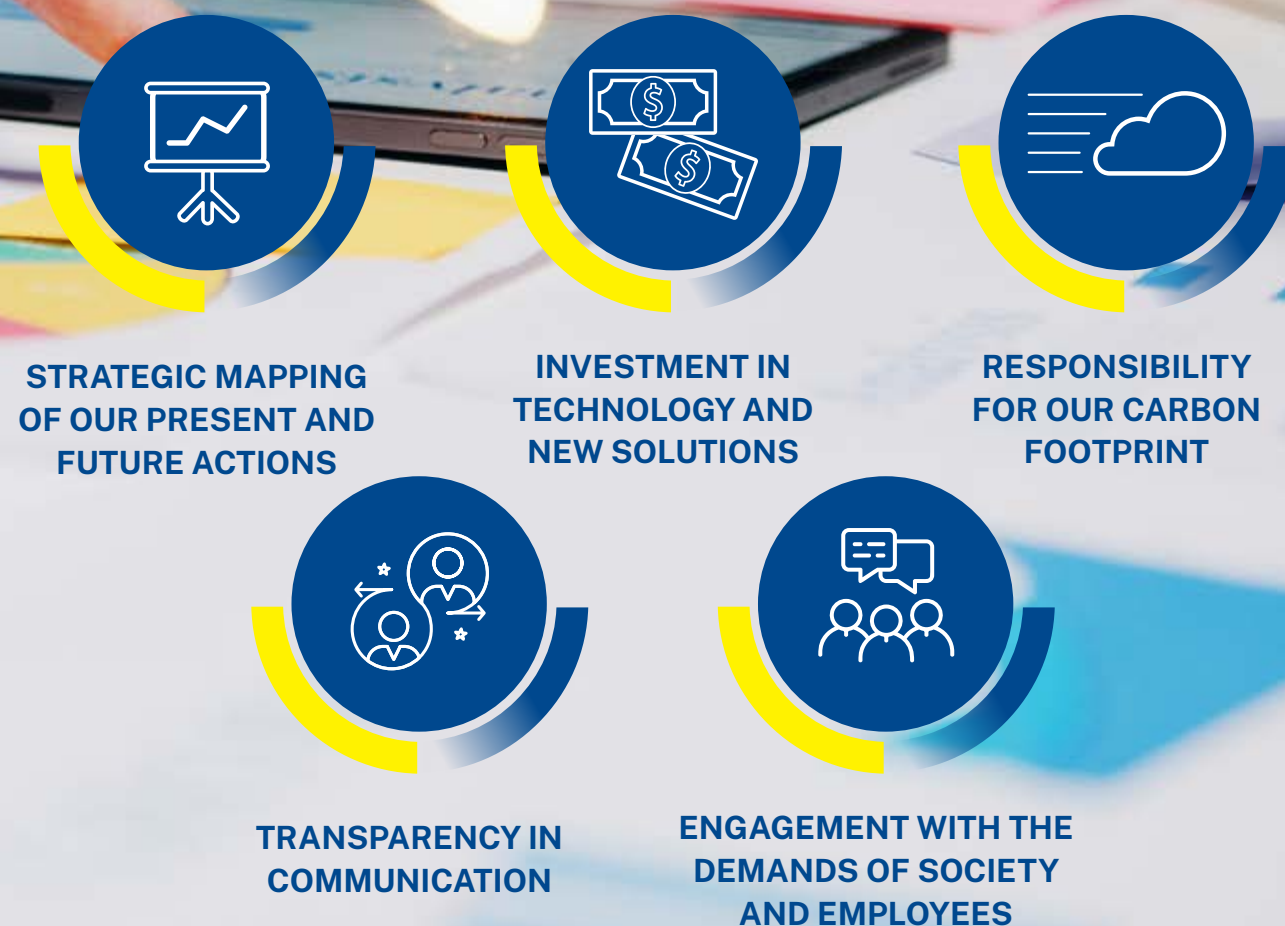 STRATEGIC MAPPING
OF OUR PRESENT AND
FUTURE ACTIONS
INVESTMENT IN
TECHNOLOGY AND
NEW SOLUTIONS
RESPONSIBILITY
FOR OUR CARBON
FOOTPRINT
TRANSPARENCY IN
COMMUNICATION
ENGAGEMENT WITH THE
DEMANDS OF SOCIETY
AND EMPLOYEES